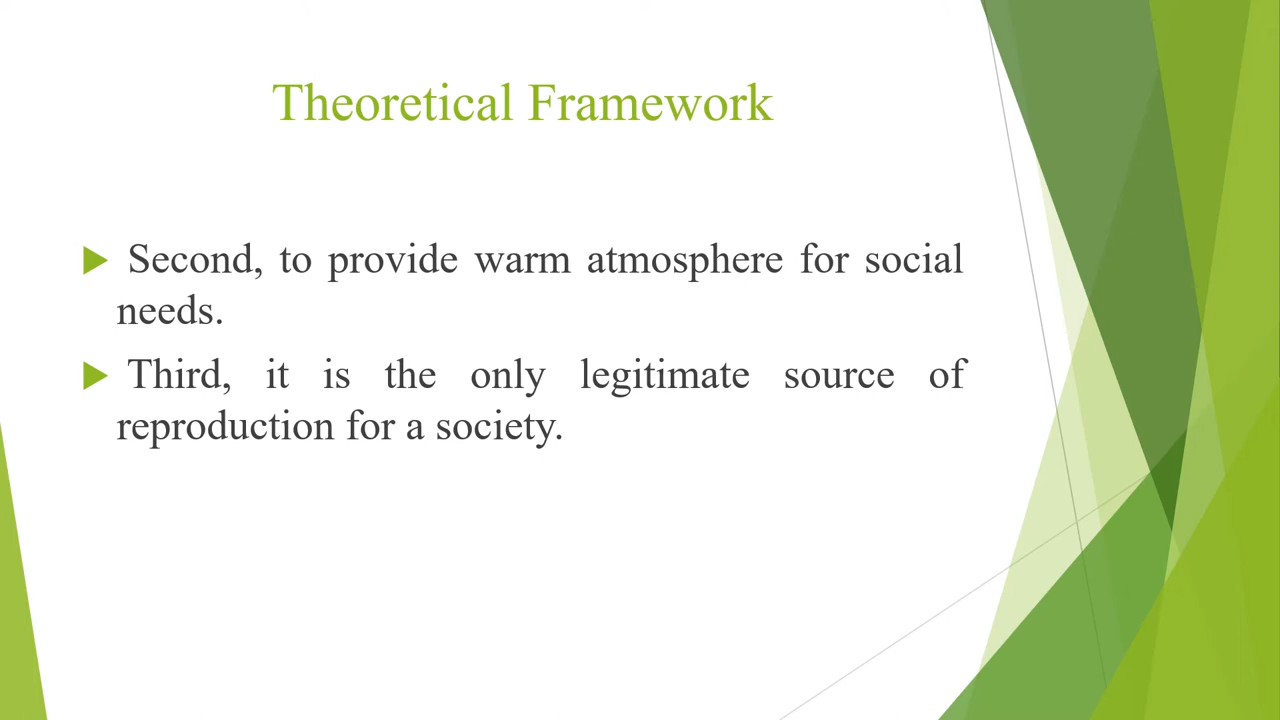 Theoretical Framework
Second, to provide warm atmosphere for social
needs.
Third, it is the only legitimate source of
reproduction for a society.